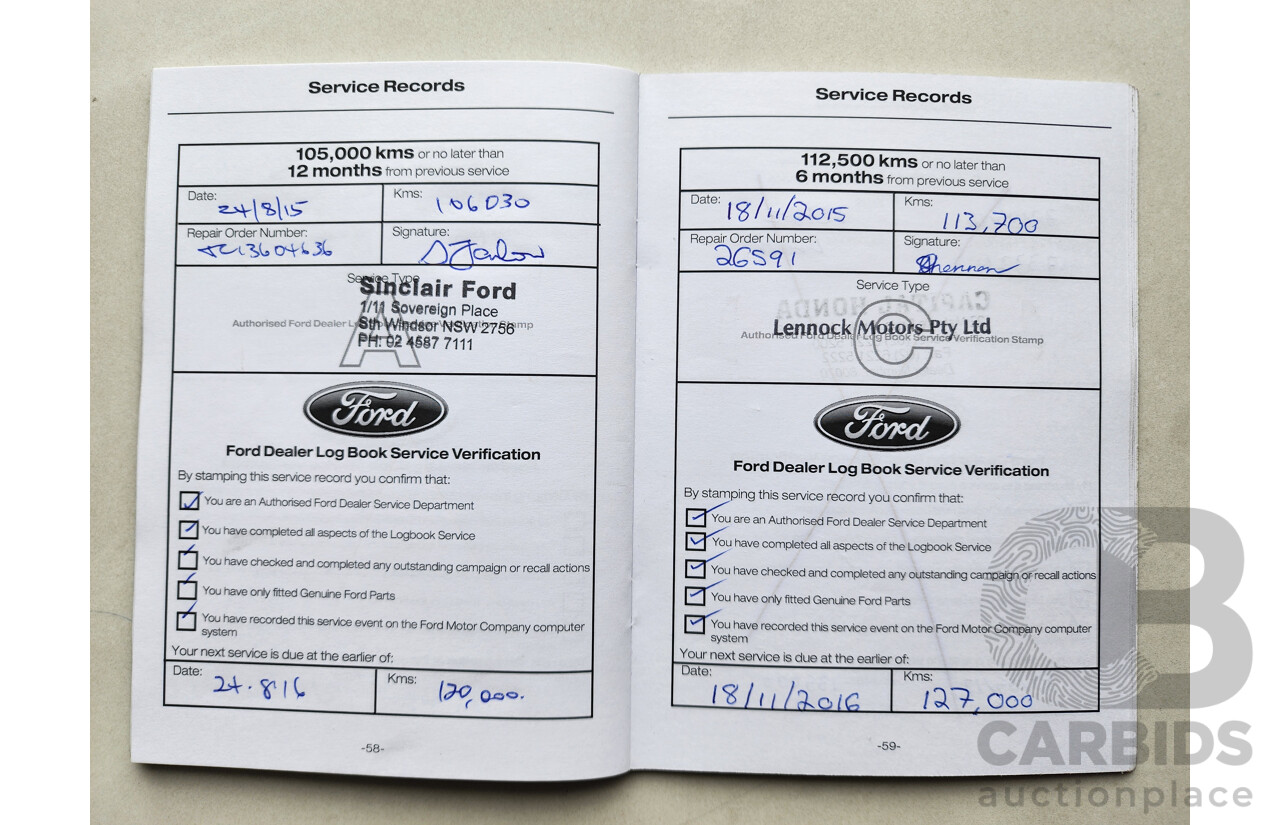 Service Records
105,000 kms or no later than
12 months from previous service
Date: 24/8/15
Kms: 106030
Repair Order Number:
Signature:
Service Type
Sinclair Ford
1/11 Sovereign Place
Sth Windsor NSW 2756
PH: 02 4587 7111
Authorised Ford Dealer Stamp
A
Ford
Ford Dealer Log Book Service Verification
By stamping this service record you confirm that:
You are an Authorised Ford Dealer Service Department
You have completed all aspects of the Logbook Service
You have checked and completed any outstanding campaign or recall actions
You have only fitted Genuine Ford Parts
You have recorded this service event on the Ford Motor Company computer
system
Your next service is due at the earlier of:
Date: 24.8.16
Kms: 120,000.
-58-
Service Records
112,500 kms or no later than
6 months from previous service
Date: 18/11/2015
Kms: 113,700
Repair Order Number: 26591
Signature:
Service Type
CAPITAL HONDA
Lennock Motors Pty Ltd
Authorised Ford Dealer Log Book Service Verification Stamp
C
Ford
Ford Dealer Log Book Service Verification
By stamping this service record you confirm that:
You are an Authorised Ford Dealer Service Department
You have completed all aspects of the Logbook Service
You have checked and completed any outstanding campaign or recall actions
You have only fitted Genuine Ford Parts
You have recorded this service event on the Ford Motor Company computer
system
Your next service is due at the earlier of:
Date: 18/11/2016
Kms: 127,000
-59-
CB
CARBIDS
auctionplace